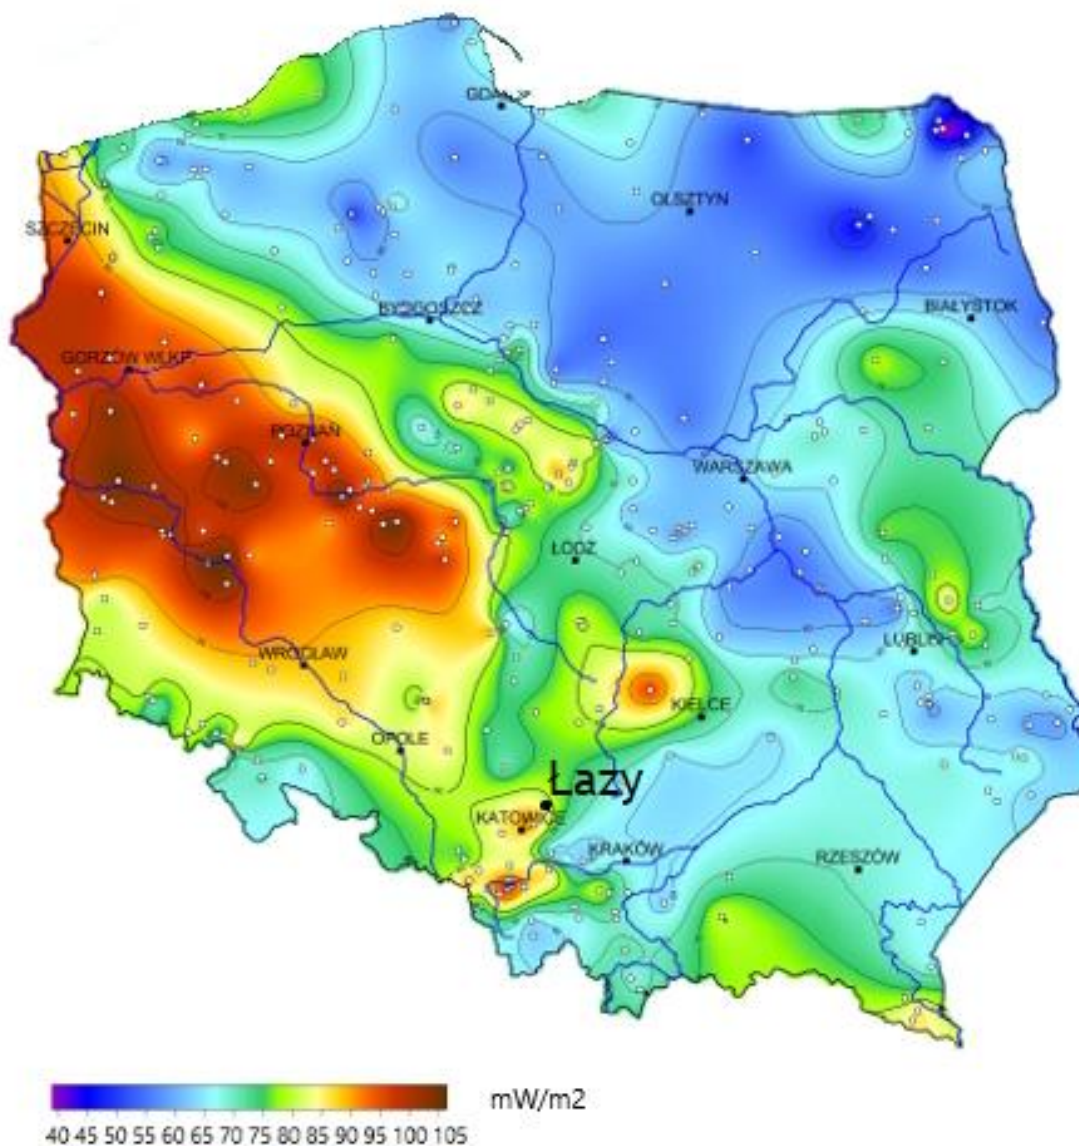 SZCZECIN
OLSZTYN
BYDGOSZCZ
BIAŁYSTOK
GORZÓW WLKP
POZNAŃ
WARSZAWA
ŁÓDŹ
WROCŁAW
LUBLIN
KIELCE
OPOLE
Łazy
KATOWICE
KRAKÓW
RZESZÓW
mW/m2
40 45 50 55 60 65 70 75 80 85 90 95 100 105